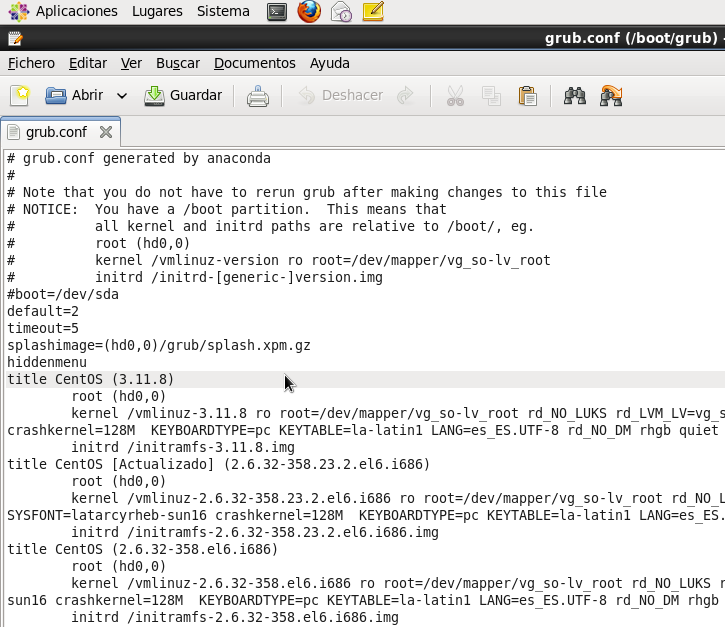 Aplicaciones Lugares Sistema
grub.conf (/boot/grub) -
Fichero Editar Ver Buscar Documentos Ayuda
Abrir Guardar Deshacer
grub.conf
# grub.conf generated by anaconda
#
# Note that you do not have to rerun grub after making changes to this file
# NOTICE:  You have a /boot partition.  This means that
#          all kernel and initrd paths are relative to /boot/, eg.
#          root (hd0,0)
#          kernel /vmlinuz-version ro root=/dev/mapper/vg_so-lv_root
#          initrd /initrd-[generic-]version.img
#boot=/dev/sda
default=2
timeout=5
splashimage=(hd0,0)/grub/splash.xpm.gz
hiddenmenu
title CentOS (3.11.8)
        root (hd0,0)
        kernel /vmlinuz-3.11.8 ro root=/dev/mapper/vg_so-lv_root rd_NO_LUKS rd_LVM_LV=vg_s
crashkernel=128M  KEYBOARDTYPE=pc KEYTABLE=la-latin1 LANG=es_ES.UTF-8 rd_NO_DM rhgb quiet
        initrd /initramfs-3.11.8.img
title CentOS [Actualizado] (2.6.32-358.23.2.el6.i686)
        root (hd0,0)
        kernel /vmlinuz-2.6.32-358.23.2.el6.i686 ro root=/dev/mapper/vg_so-lv_root rd_NO_L
SYSFONT=latarcyrheb-sun16 crashkernel=128M  KEYBOARDTYPE=pc KEYTABLE=la-latin1 LANG=es_ES.
        initrd /initramfs-2.6.32-358.23.2.el6.i686.img
title CentOS (2.6.32-358.el6.i686)
        root (hd0,0)
        kernel /vmlinuz-2.6.32-358.el6.i686 ro root=/dev/mapper/vg_so-lv_root rd_NO_LUKS r
sun16 crashkernel=128M  KEYBOARDTYPE=pc KEYTABLE=la-latin1 LANG=es_ES.UTF-8 rd_NO_DM rhgb
        initrd /initramfs-2.6.32-358.el6.i686.img